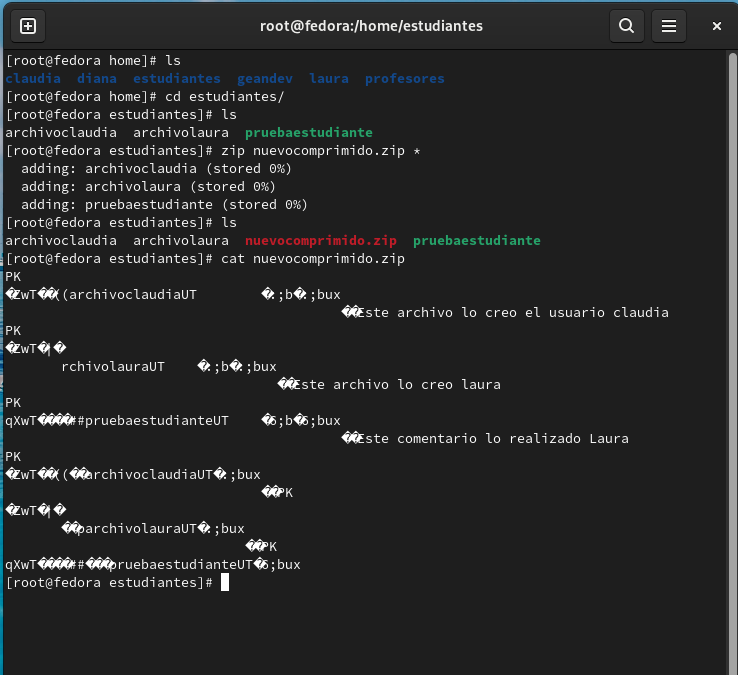 root@fedora:/home/estudiantes
[root@fedora home]# ls
claudia diana estudiantes geandev laura profesores
[root@fedora home]# cd estudiantes/
[root@fedora estudiantes]# ls
archivoclaudia archivolaura pruebaestudiante
[root@fedora estudiantes]# zip nuevocomprimido.zip *
adding: archivoclaudia (stored 0%)
adding: archivolaura (stored 0%)
adding: pruebaestudiante (stored 0%)
[root@fedora estudiantes]# ls
archivoclaudia archivolaura nuevocomprimido.zip pruebaestudiante
[root@fedora estudiantes]# cat nuevocomprimido.zip
PK
�ZwT��((archivoclaudiaUT �:;b�:;bux
��Este archivo lo creo el usuario claudia
PK
�ZwT�|�
rchivolauraUT �:;b�:;bux
��Este archivo lo creo laura
PK
qXwT����##pruebaestudianteUT �6;b�6;bux
��Este comentario lo realizado Laura
PK
�ZwT��((��archivoclaudiaUT�:;bux
��PK
�ZwT�|�
��parchivolauraUT�:;bux
��PK
qXwT����##���pruebaestudianteUT�6;bux
[root@fedora estudiantes]#